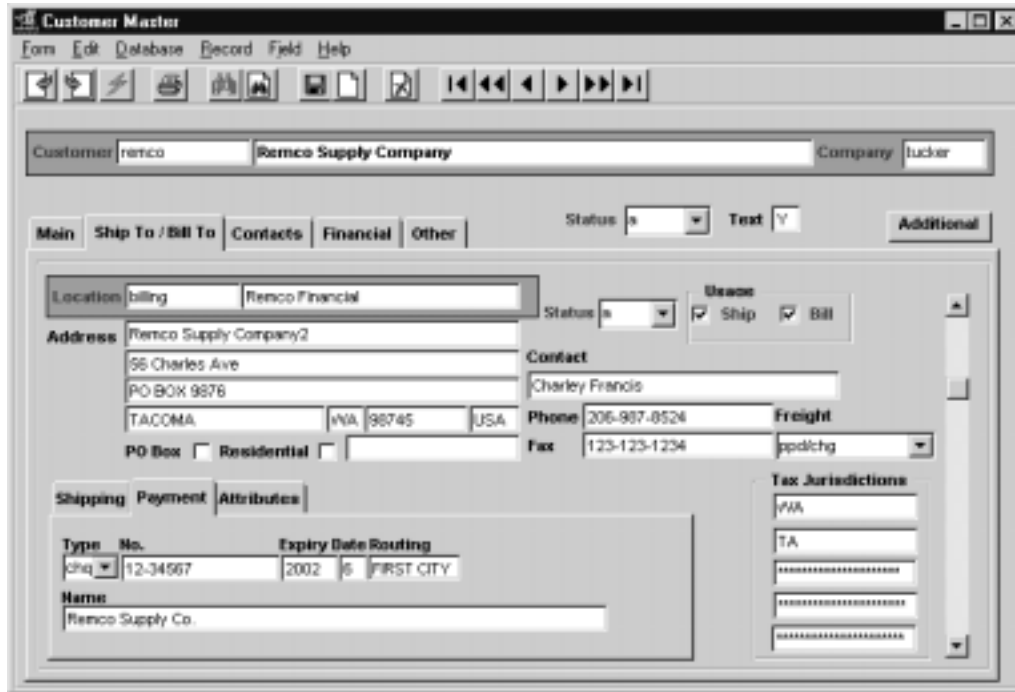 Customer Master
Form Edit Database Record Field Help
Customer remco Remco Supply Company Company tucker
Status a Text Y Additional
Main Ship To / Bill To Contacts Financial Other
Location billing Remco Financial
Status a Usage Ship Bill
Address Remco Supply Company2
56 Charles Ave
PO BOX 9876
TACOMA WA 98745 USA
PO Box Residential
Contact
Charley Francis
Phone 206-987-8524 Freight
Fax 123-123-1234 ppd/chg
Shipping Payment Attributes
Type No. Expiry Date Routing
chq 12-34567 2002 6 FIRST CITY
Name
Remco Supply Co.
Tax Jurisdictions
WA
TA
**********************
***********************
***********************